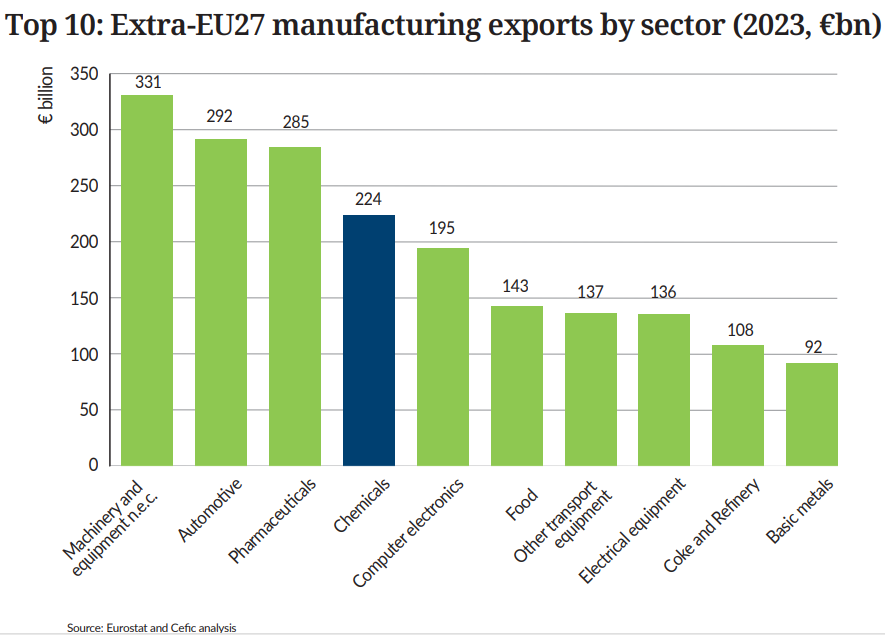 Top 10: Extra-EU27 manufacturing exports by sector (2023, €bn)
€ billion
350
300
250
200
150
100
50
0
331
292
285
224
195
143
137
136
108
92
Machinery and
equipment n.e.c.
Automotive
Pharmaceuticals
Chemicals
Computer electronics
Food
Other transport
equipment
Electrical equipment
Coke and Refinery
Basic metals
Source: Eurostat and Cefic analysis